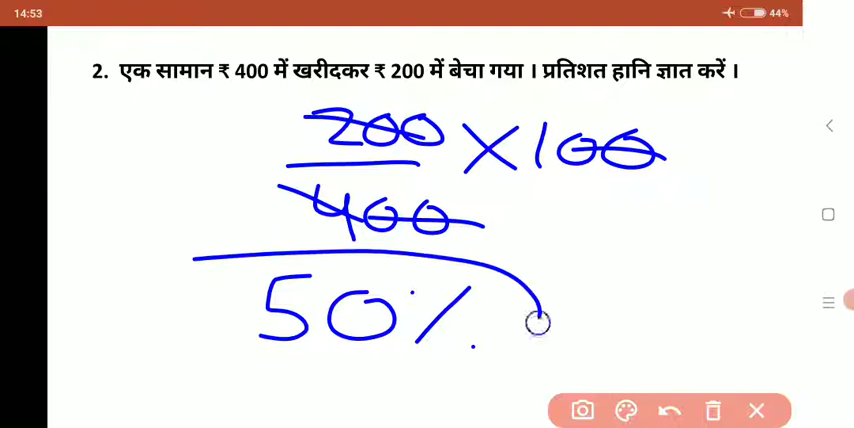 14:53 44%
2. एक सामान ₹ 400 में खरीदकर ₹ 200 में बेचा गया । प्रतिशत हानि ज्ञात करें ।
200 × 100
400
50%